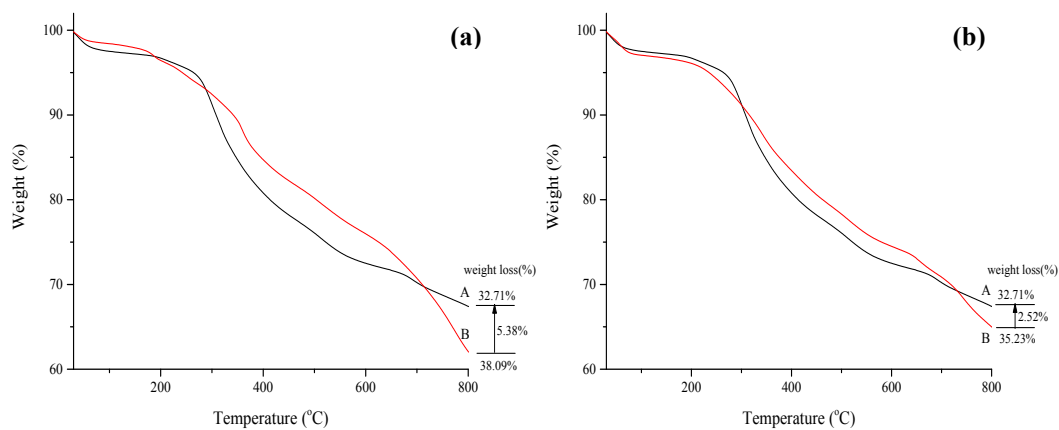 (a)
100
90
80
70
60
Weight (%)
200
400
600
800
Temperature (°C)
weight loss(%)
A
32.71%
5.38%
B
38.09%
(b)
100
90
80
70
60
Weight (%)
200
400
600
800
Temperature (°C)
weight loss(%)
A
32.71%
2.52%
B
35.23%